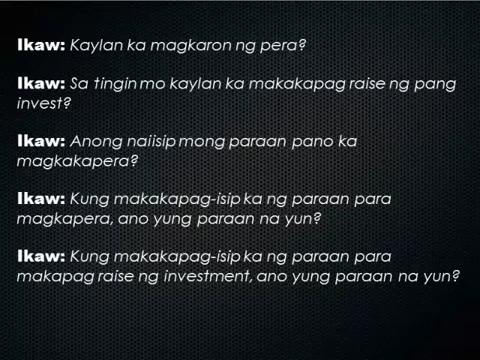 Ikaw: Kaylan ka magkaron ng pera?
Ikaw: Sa tingin mo kaylan ka makakapag raise ng pang
invest?
Ikaw: Anong naiisip mong paraan pano ka
magkakapera?
Ikaw: Kung makakapag-isip ka ng paraan para
magkapera, ano yung paraan na yun?
Ikaw: Kung makakapag-isip ka ng paraan para
makapag raise ng investment, ano yung paraan na yun?